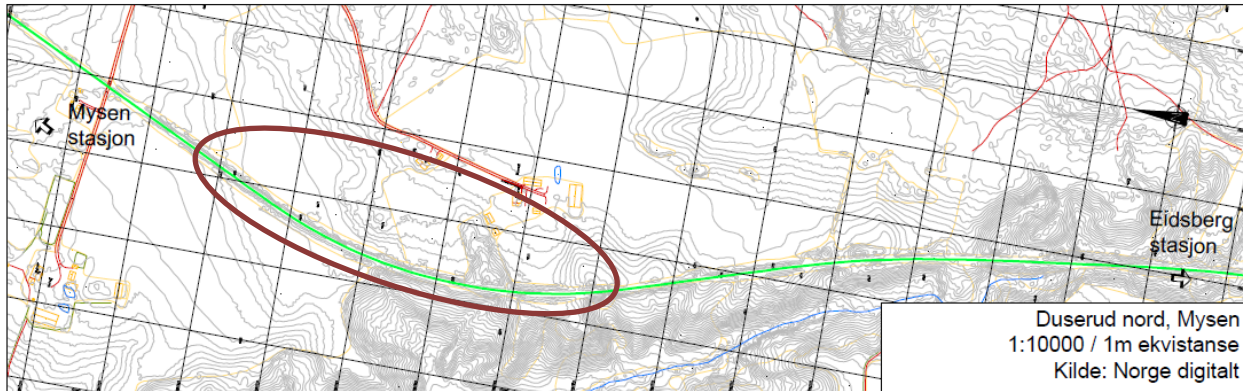 Mysen
stasjon
Eidsberg
stasjon
Duserud nord, Mysen
1:10000 / 1m ekvistanse
Kilde: Norge digitalt